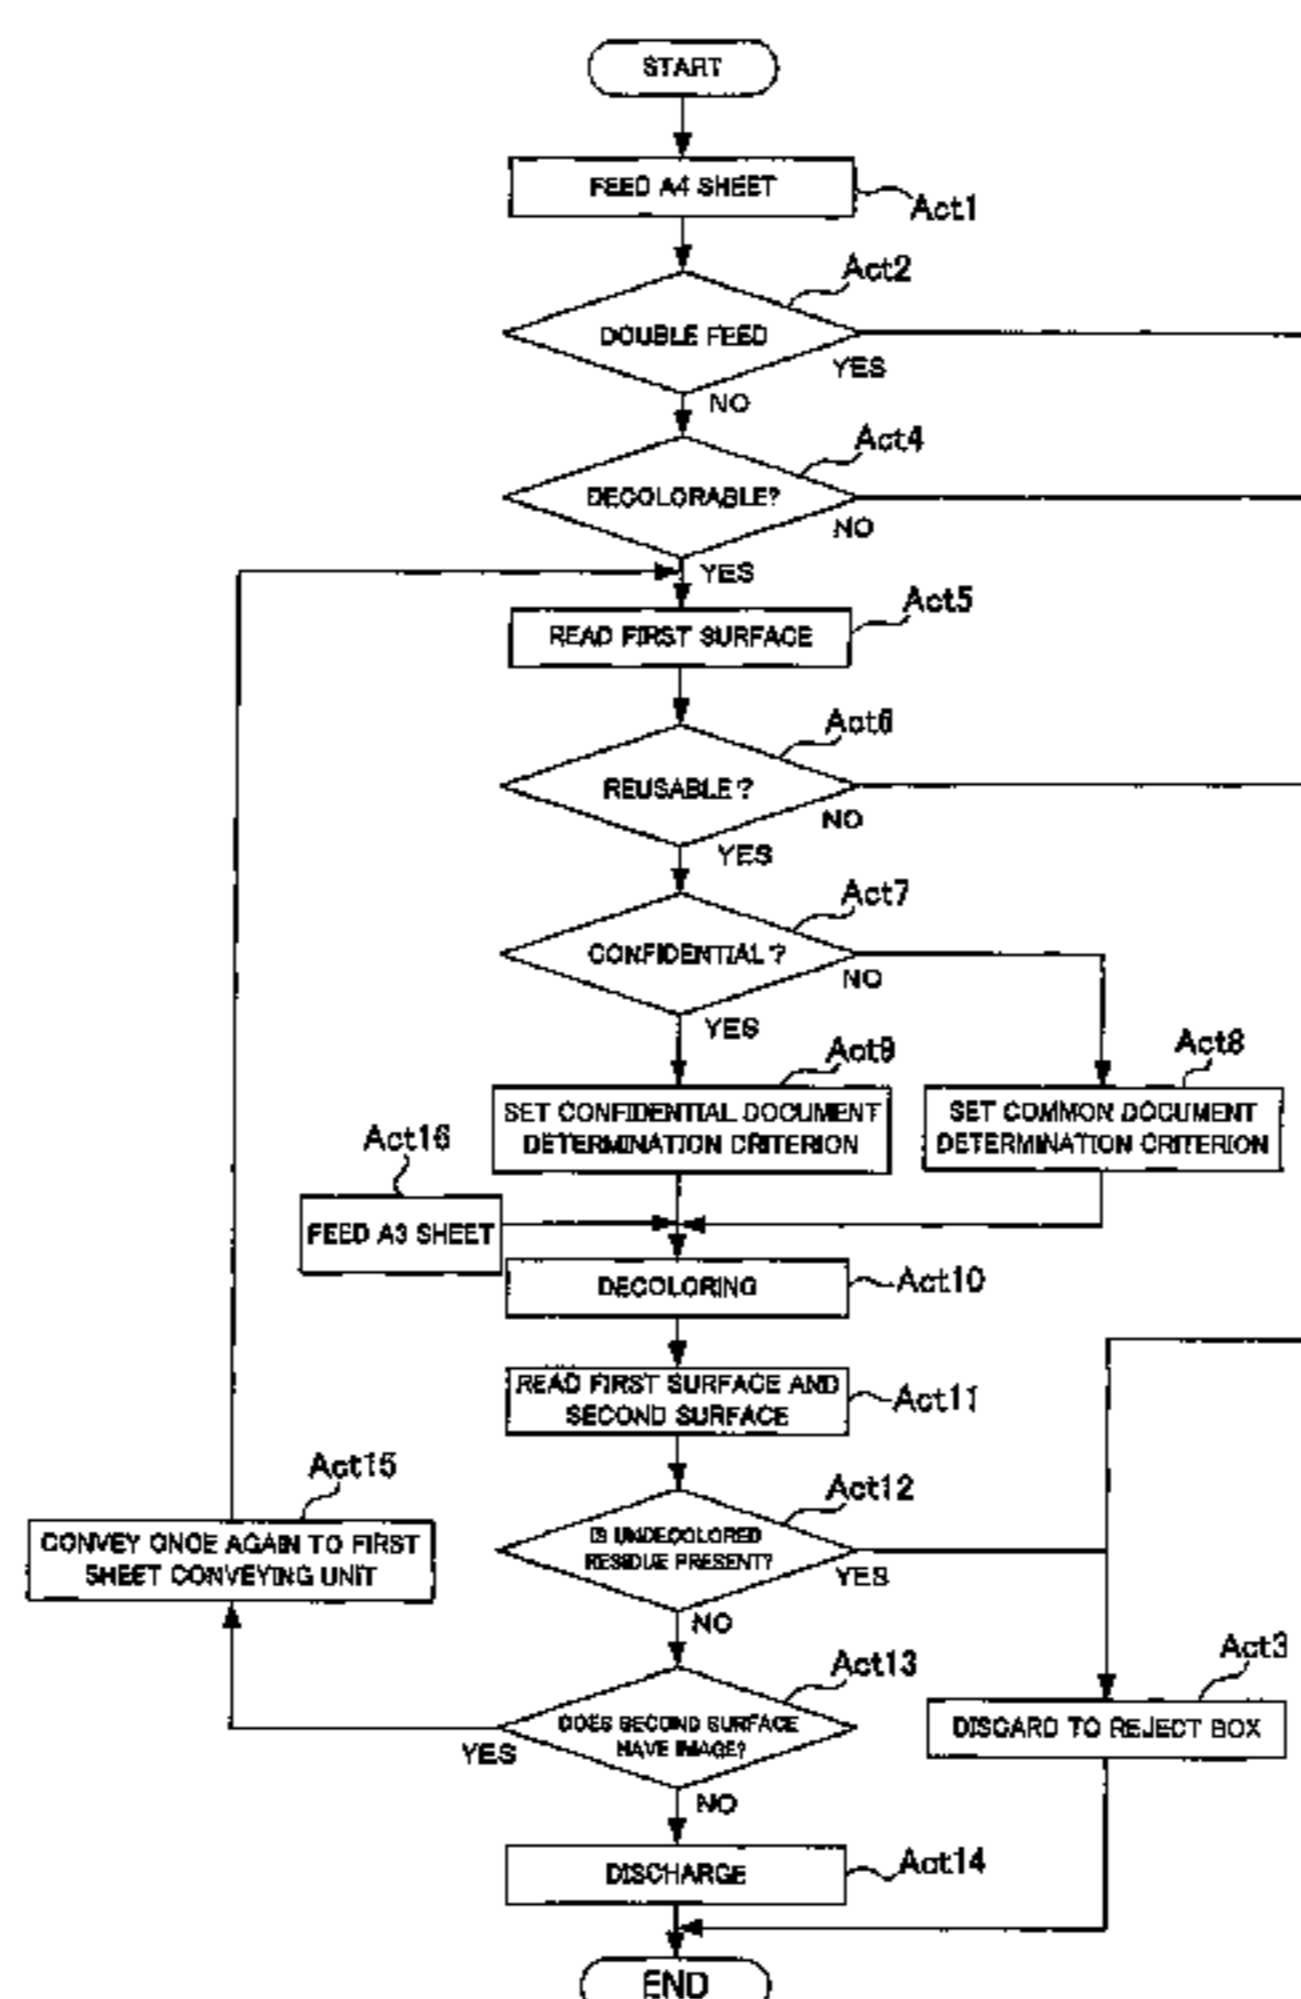 START
FEED A4 SHEET
Act1
Act2
DOUBLE FEED
YES
NO
Act4
DECOLORABLE?
NO
YES
Act5
READ FIRST SURFACE
Act6
REUSABLE?
NO
YES
Act7
CONFIDENTIAL?
NO
YES
Act9
SET CONFIDENTIAL DOCUMENT
DETERMINATION CRITERION
Act8
SET COMMON DOCUMENT
DETERMINATION CRITERION
Act16
FEED A3 SHEET
DECOLORING
Act10
READ FIRST SURFACE AND
SECOND SURFACE
Act11
Act15
CONVEY ONCE AGAIN TO FIRST
SHEET CONVEYING UNIT
Act12
IS UNDECOLORED
RESIDUE PRESENT?
YES
NO
Act13
DOES SECOND SURFACE
HAVE IMAGE?
YES
NO
Act3
DISCARD TO REJECT BOX
DISCHARGE
Act14
END